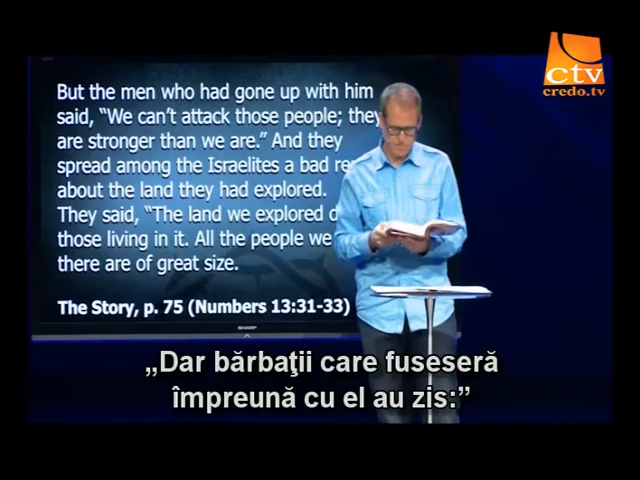 ctv
credo.tv
But the men who had gone up with him
said, “We can’t attack those people; they
are stronger than we are.” And they
spread among the Israelites a bad
about the land they had explored.
They said, “The land we explored
those living in it. All the people we
there are of great size.
The Story, p. 75 (Numbers 13:31-33)
SHARP
„Dar bărbaţii care fuseseră
împreună cu el au zis:”